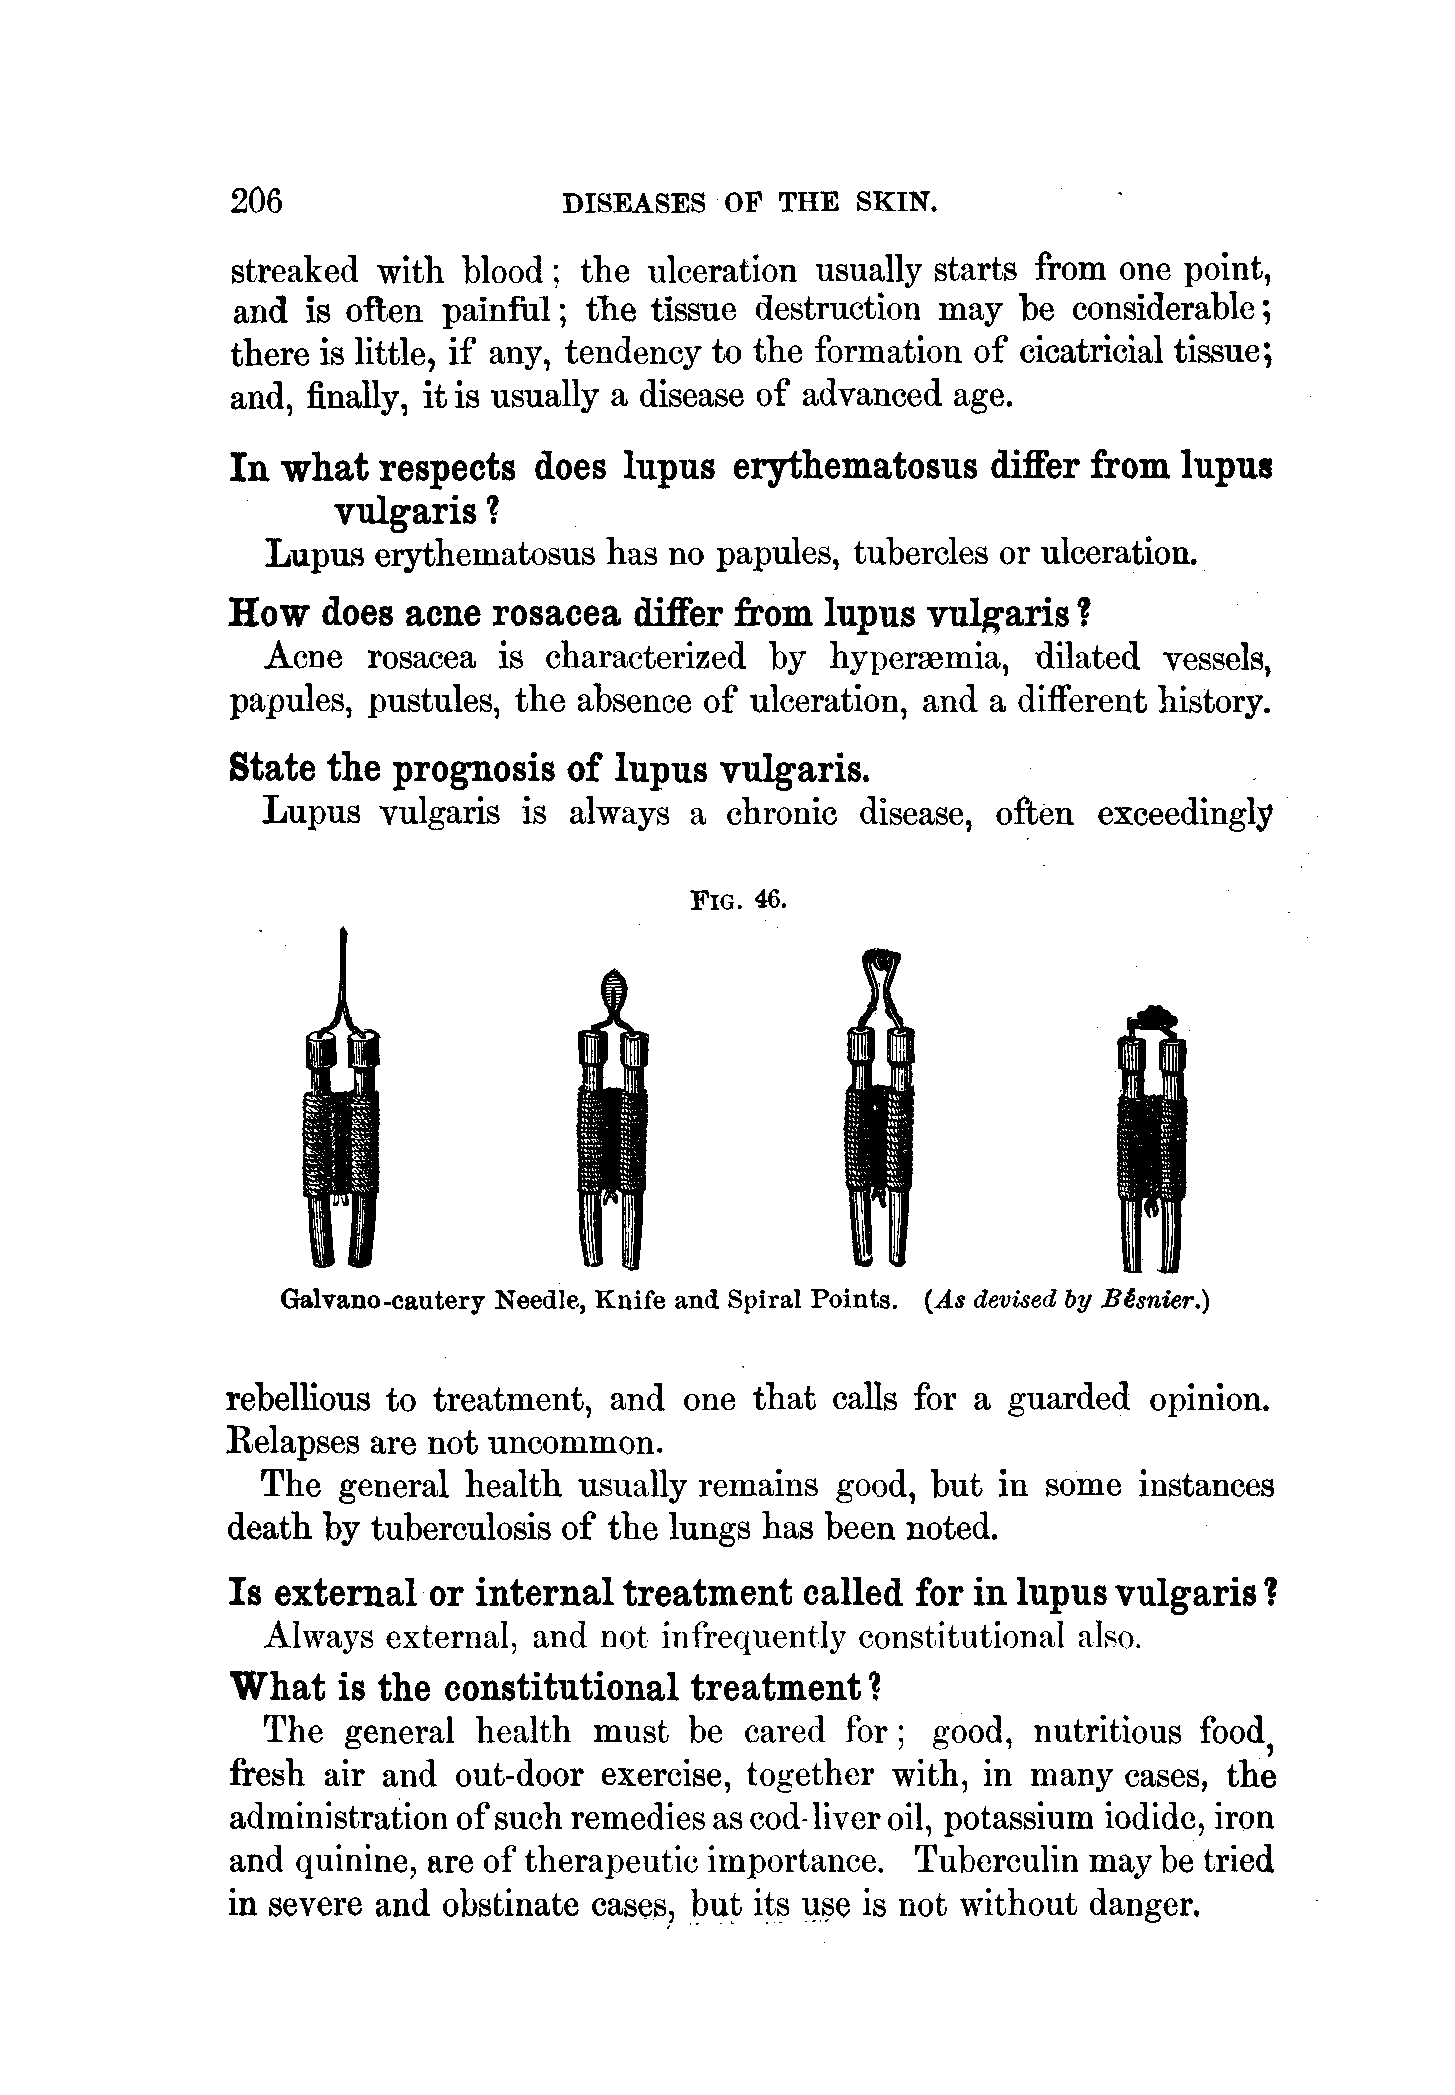 206 DISEASES OF THE SKIN.
streaked with blood; the ulceration usually starts from one point,
and is often painful; the tissue destruction may be considerable;
there is little, if any, tendency to the formation of cicatricial tissue;
and, finally, it is usually a disease of advanced age.
In what respects does lupus erythematosus differ from lupus
vulgaris?
Lupus erythematosus has no papules, tubercles or ulceration.
How does acne rosacea differ from lupus vulgaris?
Acne rosacea is characterized by hyperæmia, dilated vessels,
papules, pustules, the absence of ulceration, and a different history.
State the prognosis of lupus vulgaris.
Lupus vulgaris is always a chronic disease, often exceedingly
FIG. 46.
Galvano-cautery Needle, Knife and Spiral Points. (As devised by Bèsnier.)
rebellious to treatment, and one that calls for a guarded opinion.
Relapses are not uncommon.
The general health usually remains good, but in some instances
death by tuberculosis of the lungs has been noted.
Is external or internal treatment called for in lupus vulgaris?
Always external, and not infrequently constitutional also.
What is the constitutional treatment?
The general health must be cared for; good, nutritious food,
fresh air and out-door exercise, together with, in many cases, the
administration of such remedies as cod-liver oil, potassium iodide, iron
and quinine, are of therapeutic importance. Tuberculin may be tried
in severe and obstinate cases, but its use is not without danger.